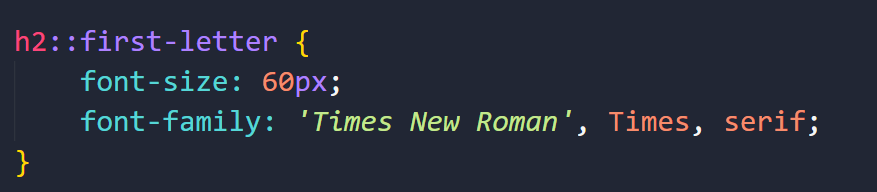 h2::first-letter {
    font-size: 60px;
    font-family: 'Times New Roman', Times, serif;
}